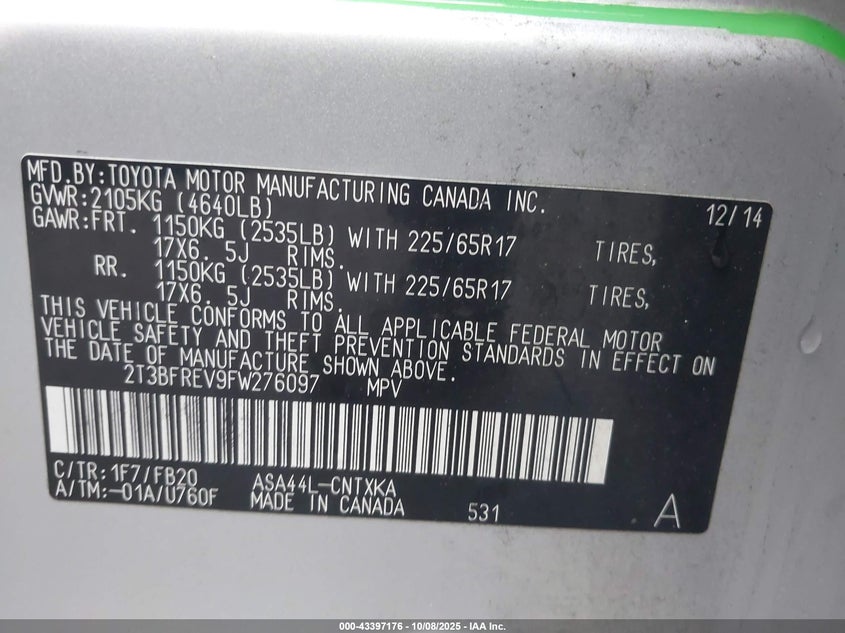 MFD.BY:TOYOTA MOTOR MANUFACTURING CANADA INC. 12/14
GVWR:2105KG (4640LB)
GAWR:FRT. 1150KG (2535LB) WITH 225/65R17 TIRES,
17X6. 5J RIMS.
RR. 1150KG (2535LB) WITH 225/65R17 TIRES,
17X6. 5J RIMS.
THIS VEHICLE CONFORMS TO ALL APPLICABLE FEDERAL MOTOR
VEHICLE SAFETY AND THEFT PREVENTION STANDARDS IN EFFECT ON
THE DATE OF MANUFACTURE SHOWN ABOVE.
2T3BFREV9FW276097 MPV
C/TR:1F7/FB20 ASA44L-CNTXKA
A/TM:-01A/U760F MADE IN CANADA 531 A
000-43397176 - 10/08/2025 - IAA Inc.